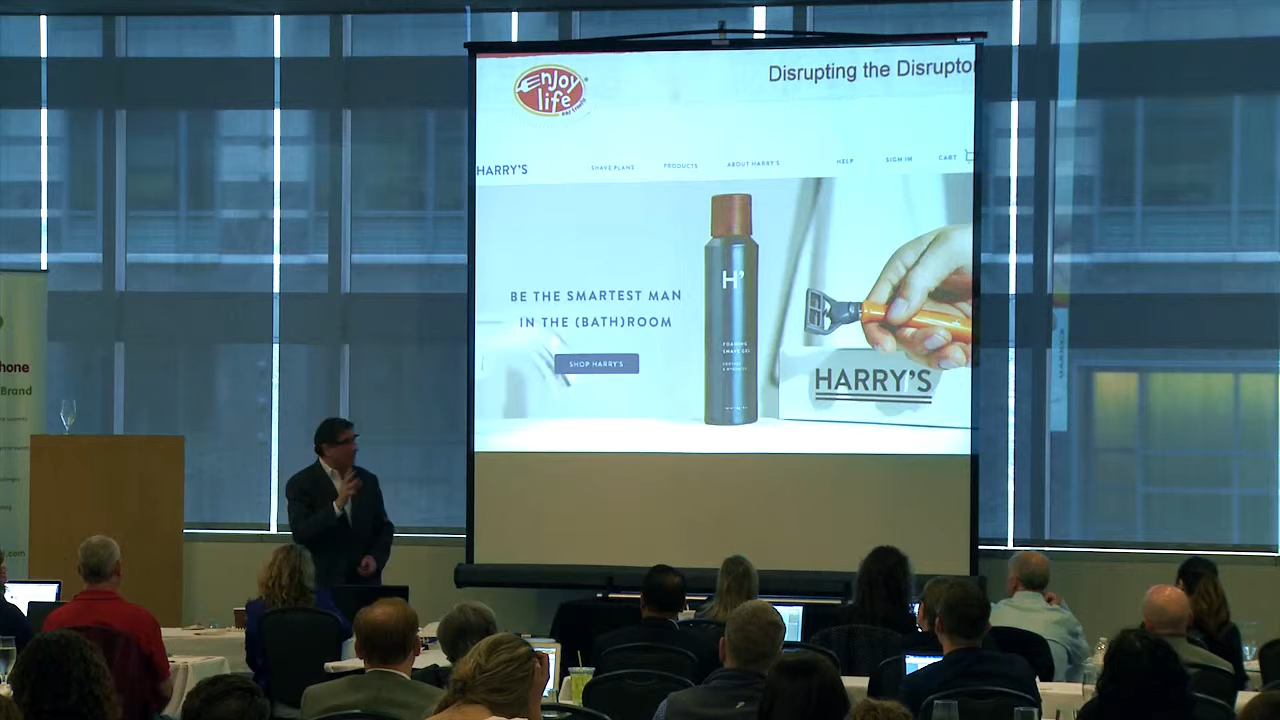 Enjoy
life
Disrupting the Disruptor
HARRY'S
SHAVE PLANS
PRODUCTS
ABOUT HARRY'S
HELP
SIGN IN
CART
BE THE SMARTEST MAN
IN THE (BATH)ROOM
SHOP HARRY'S
H'
FOAMING
SHAVE GEL
HARRY'S
hone
Brand
.com